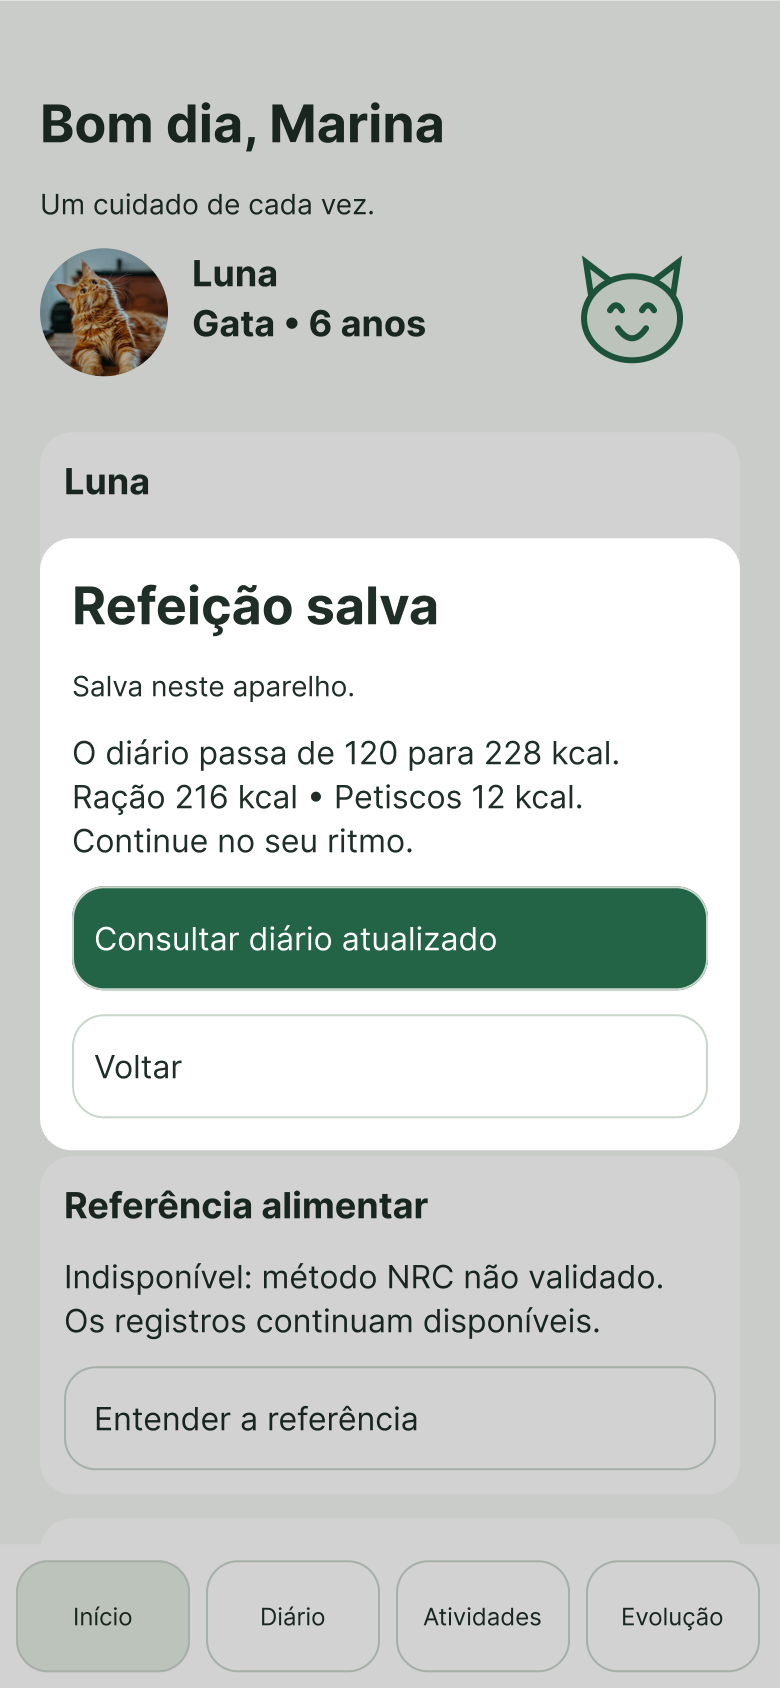 Bom dia, Marina
Um cuidado de cada vez.
Luna
Gata • 6 anos
Luna
Refeição salva
Salva neste aparelho.
O diário passa de 120 para 228 kcal.
Ração 216 kcal • Petiscos 12 kcal.
Continue no seu ritmo.
Consultar diário atualizado
Voltar
Referência alimentar
Indisponível: método NRC não validado.
Os registros continuam disponíveis.
Entender a referência
Início
Diário
Atividades
Evolução